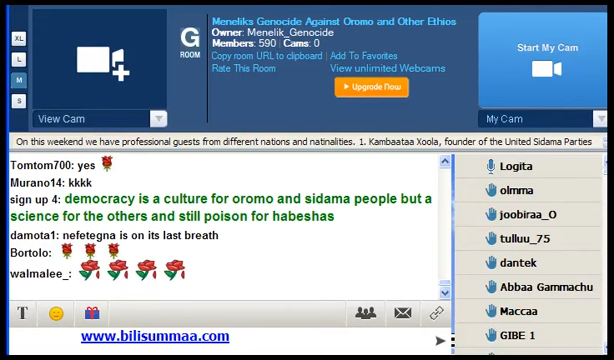 XL
L
M
S
View Cam
G
ROOM
Meneliks Genocide Against Oromo and Other Ethios
Owner: Menelik_Genocide
Members: 590 | Cams: 0
Copy room URL to clipboard | Add To Favorites
Rate This Room
View unlimited Webcams
Upgrade Now
Start My Cam
My Cam
On this weekend we have professional guests from different nations and natinalities. 1. Kambaataa Xoola, founder of the United Sidama Parties
Tomtom700: yes
Murano14: kkkk
sign up 4: democracy is a culture for oromo and sidama people but a
science for the others and still poison for habeshas
damota1: nefetegna is on its last breath
Bortolo:
walmalee_:
T
www.bilisummaa.com
Logita
olmma
joobiraa_O
tulluu_75
dantek
Abbaa Gammachu
Maccaa
GIBE 1